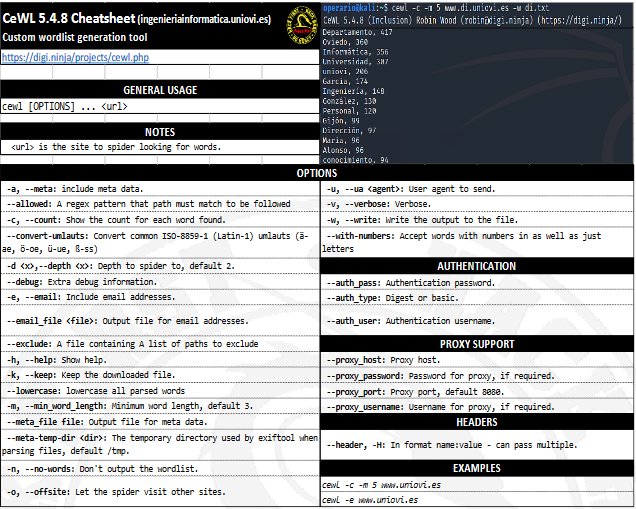 CeWL 5.4.8 Cheatsheet (ingenieriainformatica.uniovi.es)
Custom wordlist generation tool
https://digi.ninja/projects/cewl.php
GENERAL USAGE
cewl [OPTIONS] ... <url>
NOTES
<url> is the site to spider looking for words.
operario@kali:~$ cewl -c -m 5 www.di.uniovi.es -w di.txt
CeWL 5.4.8 (Inclusion) Robin Wood (robin@digi.ninja) (https://digi.ninja/)
Departamento, 417
Oviedo, 360
Informática, 356
Universidad, 307
uniovi, 206
García, 174
Ingeniería, 148
González, 130
Personal, 120
Gijón, 99
Dirección, 97
María, 96
Alonso, 96
conocimiento, 94
OPTIONS
-a, --meta: include meta data.
--allowed: A regex pattern that path must match to be followed
-c, --count: Show the count for each word found.
--convert-umlauts: Convert common ISO-8859-1 (Latin-1) umlauts (ä-
ae, ö-oe, ü-ue, ß-ss)
-d <x>,--depth <x>: Depth to spider to, default 2.
--debug: Extra debug information.
-e, --email: Include email addresses.
--email_file <file>: Output file for email addresses.
--exclude: A file containing A list of paths to exclude
-h, --help: Show help.
-k, --keep: Keep the downloaded file.
--lowercase: lowercase all parsed words
-m, --min_word_length: Minimum word length, default 3.
--meta_file file: Output file for meta data.
--meta-temp-dir <dir>: The temporary directory used by exiftool when
parsing files, default /tmp.
-n, --no-words: Don`t output the wordlist.
-o, --offsite: Let the spider visit other sites.
-u, --ua <agent>: User agent to send.
-v, --verbose: Verbose.
-w, --write: Write the output to the file.
--with-numbers: Accept words with numbers in as well as just
letters
AUTHENTICATION
--auth_pass: Authentication password.
--auth_type: Digest or basic.
--auth_user: Authentication username.
PROXY SUPPORT
--proxy_host: Proxy host.
--proxy_password: Password for proxy, if required.
--proxy_port: Proxy port, default 8080.
--proxy_username: Username for proxy, if required.
HEADERS
--header, -H: In format name:value - can pass multiple.
EXAMPLES
cewl -c -m 5 www.uniovi.es
cewl -e www.uniovi.es